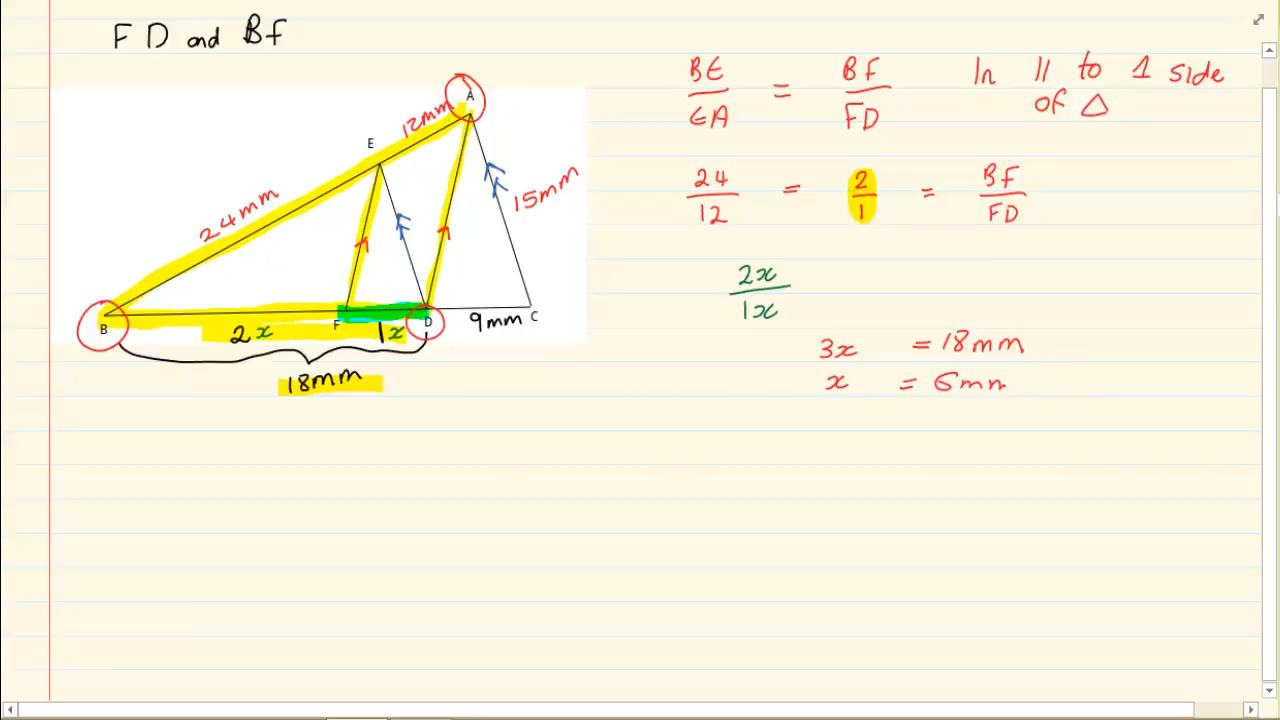 FD and Bf
BE/EA = BF/FD ln // to 1 side of Δ
24/12 = 2/1 = BF/FD
2x/1x
3x = 18mm
x = 6mm
A
12mm
E
15mm
24mm
B
F
D
C
9mm
2x
1x
18mm